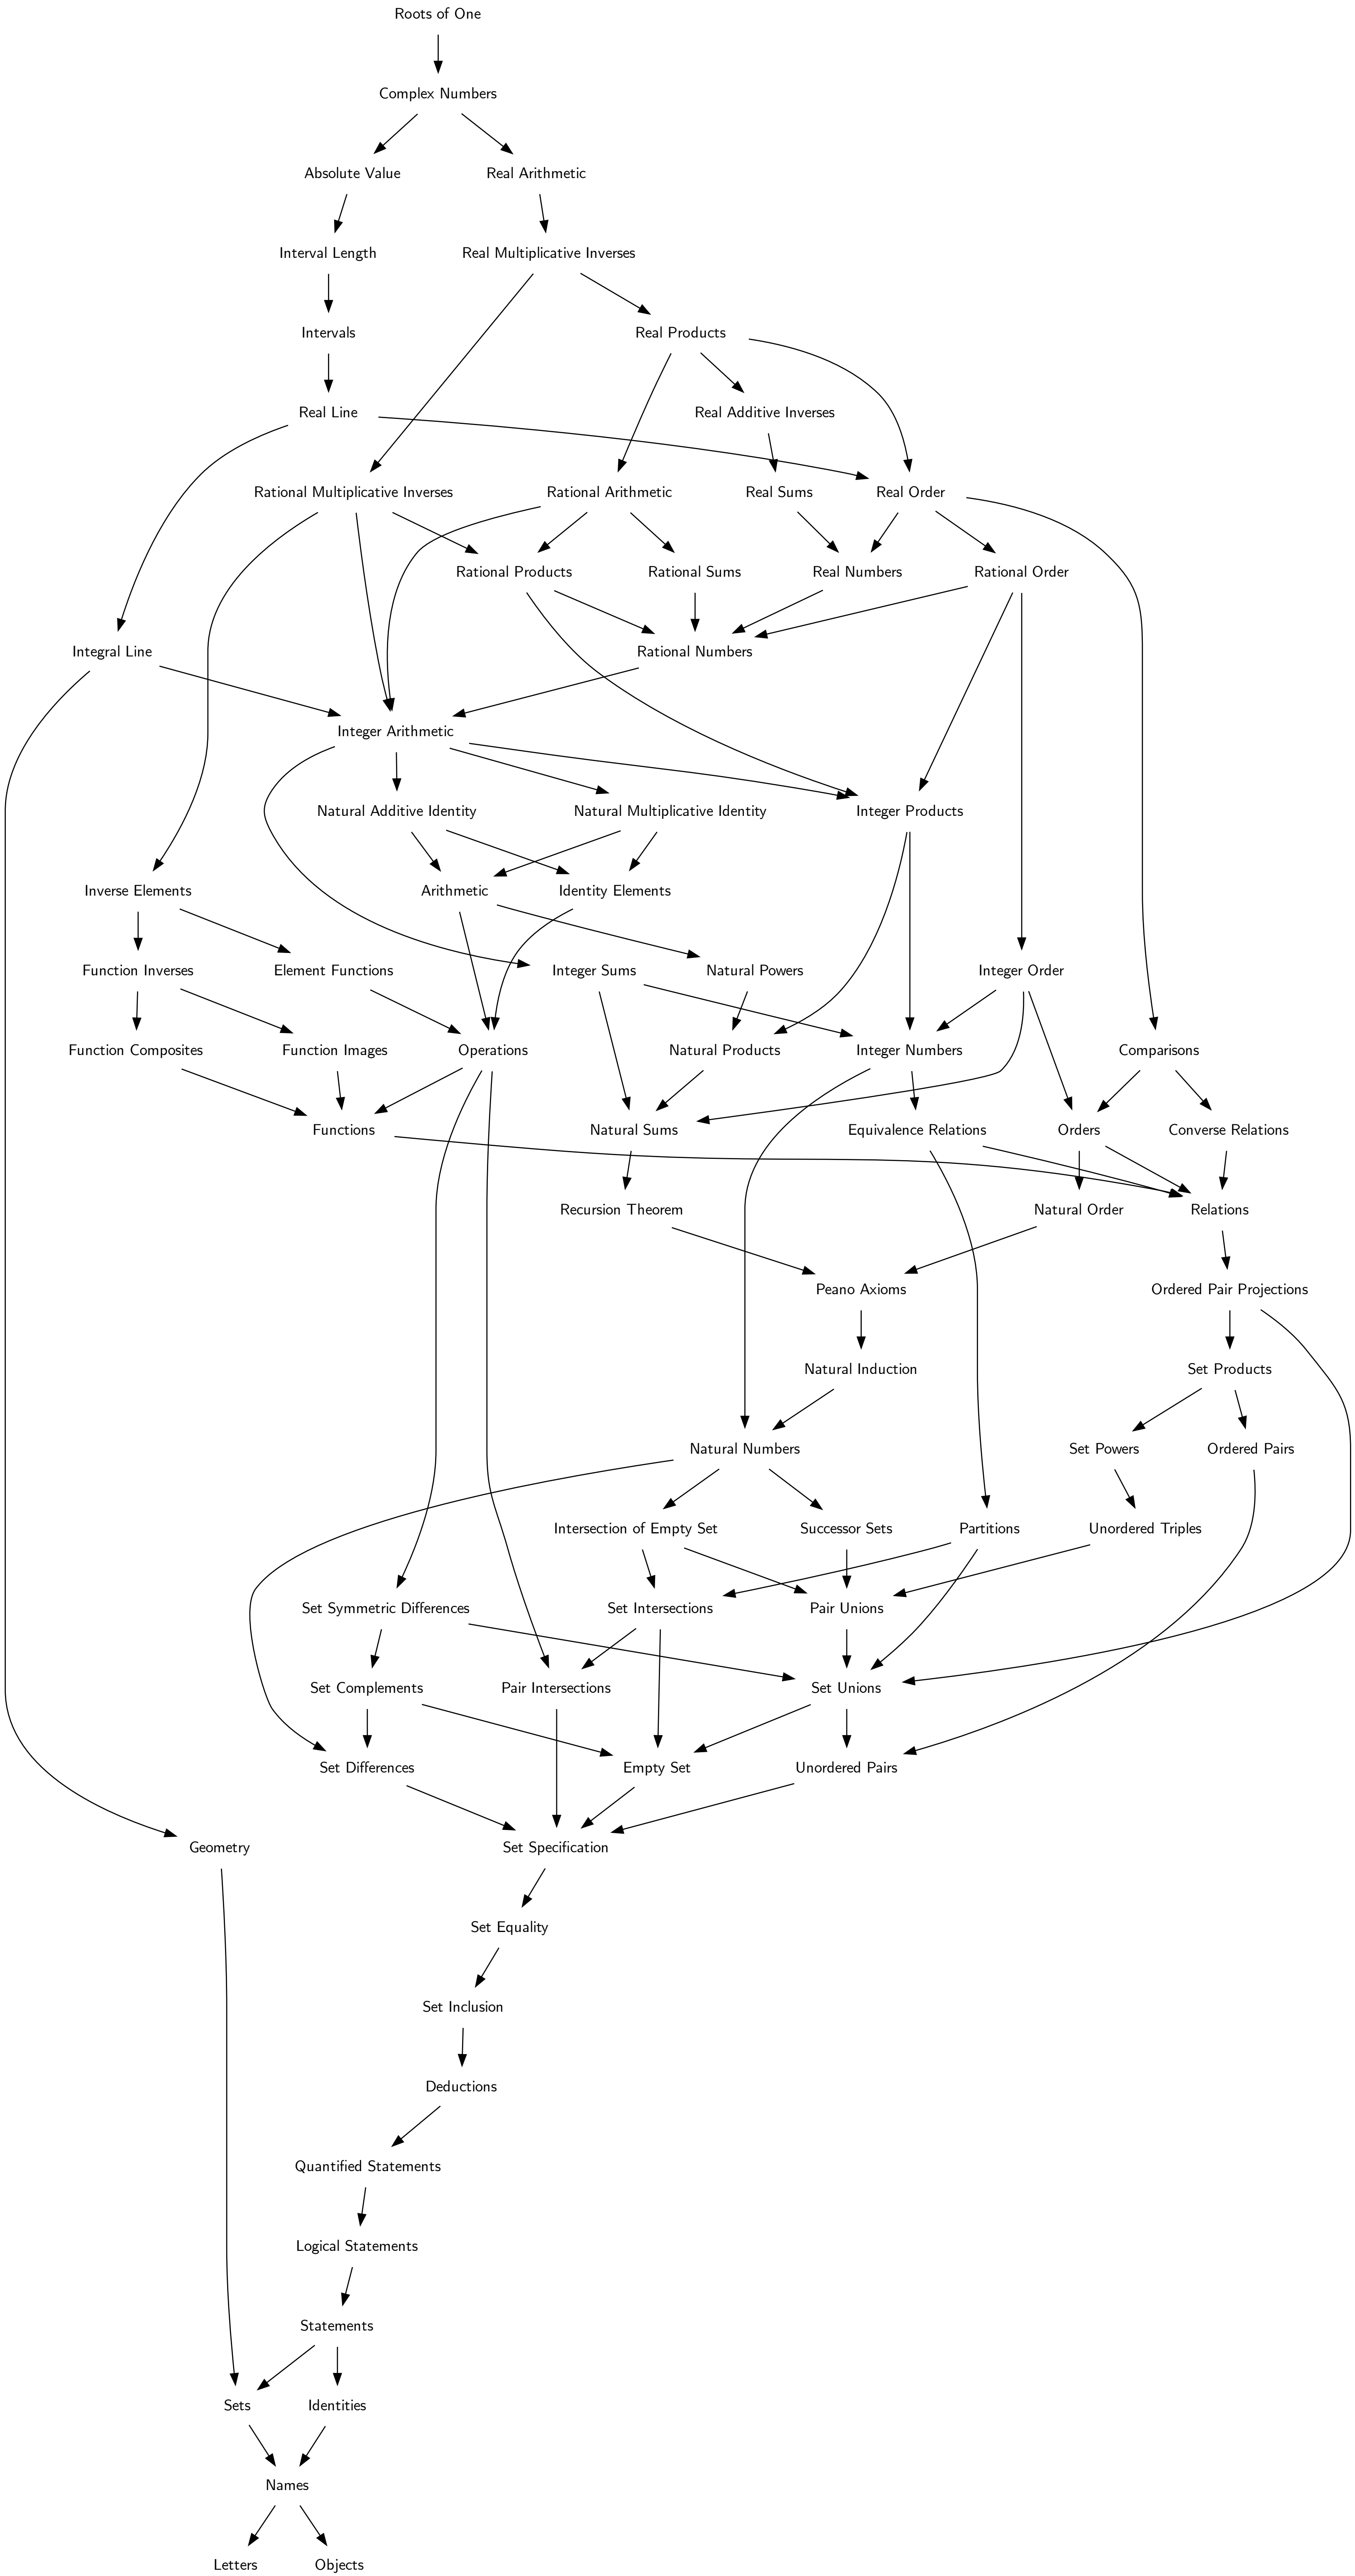 Roots of One
Complex Numbers
Absolute Value
Real Arithmetic
Interval Length
Real Multiplicative Inverses
Intervals
Real Products
Real Line
Real Additive Inverses
Rational Multiplicative Inverses
Rational Arithmetic
Real Sums
Real Order
Rational Products
Rational Sums
Real Numbers
Rational Order
Integral Line
Rational Numbers
Integer Arithmetic
Natural Additive Identity
Natural Multiplicative Identity
Integer Products
Inverse Elements
Arithmetic
Identity Elements
Function Inverses
Element Functions
Integer Sums
Natural Powers
Integer Order
Function Composites
Function Images
Operations
Natural Products
Integer Numbers
Comparisons
Functions
Natural Sums
Equivalence Relations
Orders
Converse Relations
Recursion Theorem
Natural Order
Relations
Peano Axioms
Ordered Pair Projections
Natural Induction
Set Products
Natural Numbers
Set Powers
Ordered Pairs
Intersection of Empty Set
Successor Sets
Partitions
Unordered Triples
Set Symmetric Differences
Set Intersections
Pair Unions
Set Complements
Pair Intersections
Set Unions
Set Differences
Empty Set
Unordered Pairs
Geometry
Set Specification
Set Equality
Set Inclusion
Deductions
Quantified Statements
Logical Statements
Statements
Sets
Identities
Names
Letters
Objects